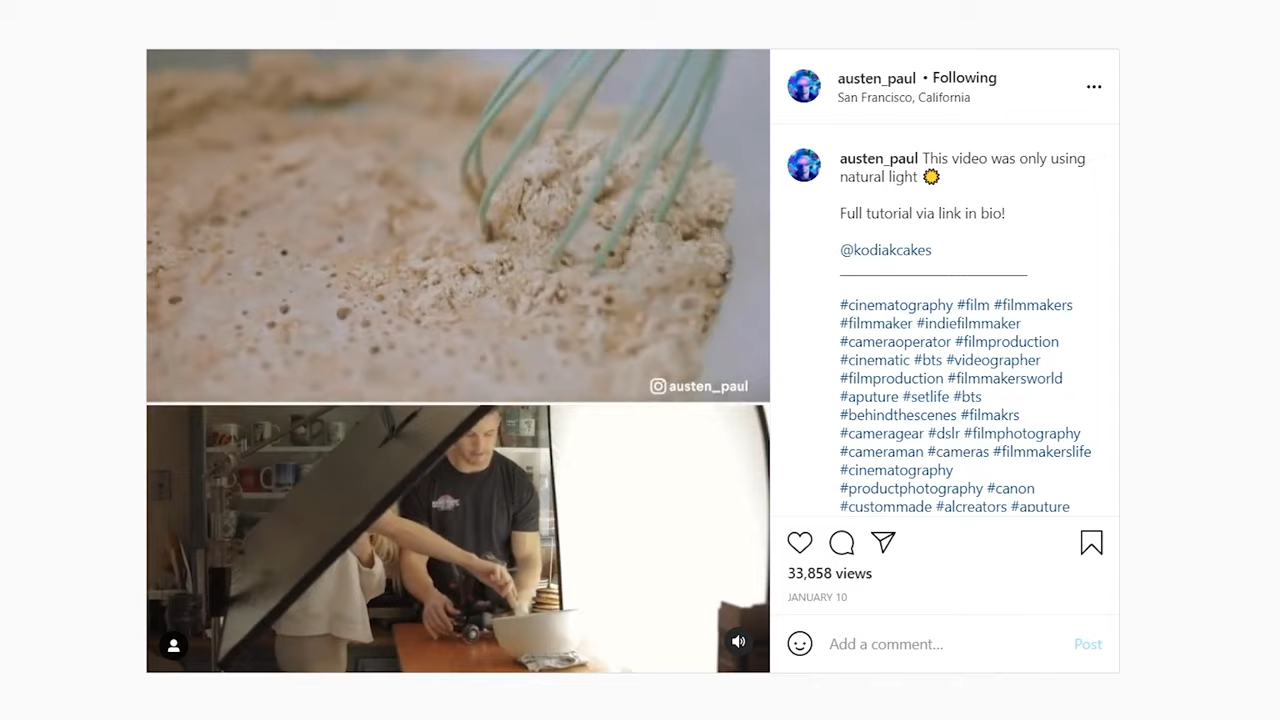 austen_paul • Following
San Francisco, California
austen_paul This video was only using
natural light
Full tutorial via link in bio!
@kodiakcakes
#cinematography #film #filmmakers
#filmmaker #indiefilmmaker
#cameraoperator #filmproduction
#cinematic #bts #videographer
#filmproduction #filmmakersworld
#aputure #setlife #bts
#behindthescenes #filmakrs
#cameragear #dslr #filmphotography
#cameraman #cameras #filmmakerslife
#cinematography
#productphotography #canon
#custommade #alcreators #aputure
austen_paul
33,858 views
JANUARY 10
Add a comment...
Post